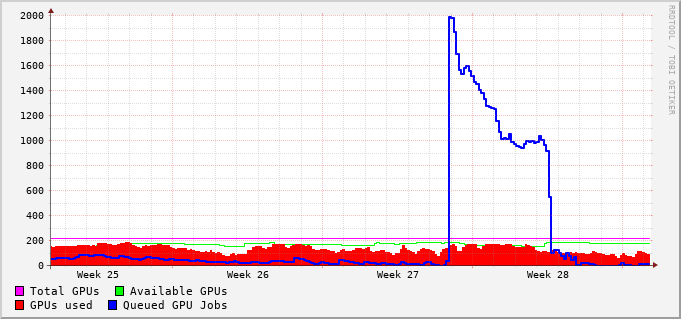 RRDTOOL / TOBI OETIKER
2000
1800
1600
1400
1200
1000
800
600
400
200
0
Week 25 Week 26 Week 27 Week 28
Total GPUs Available GPUs
GPUs used Queued GPU Jobs